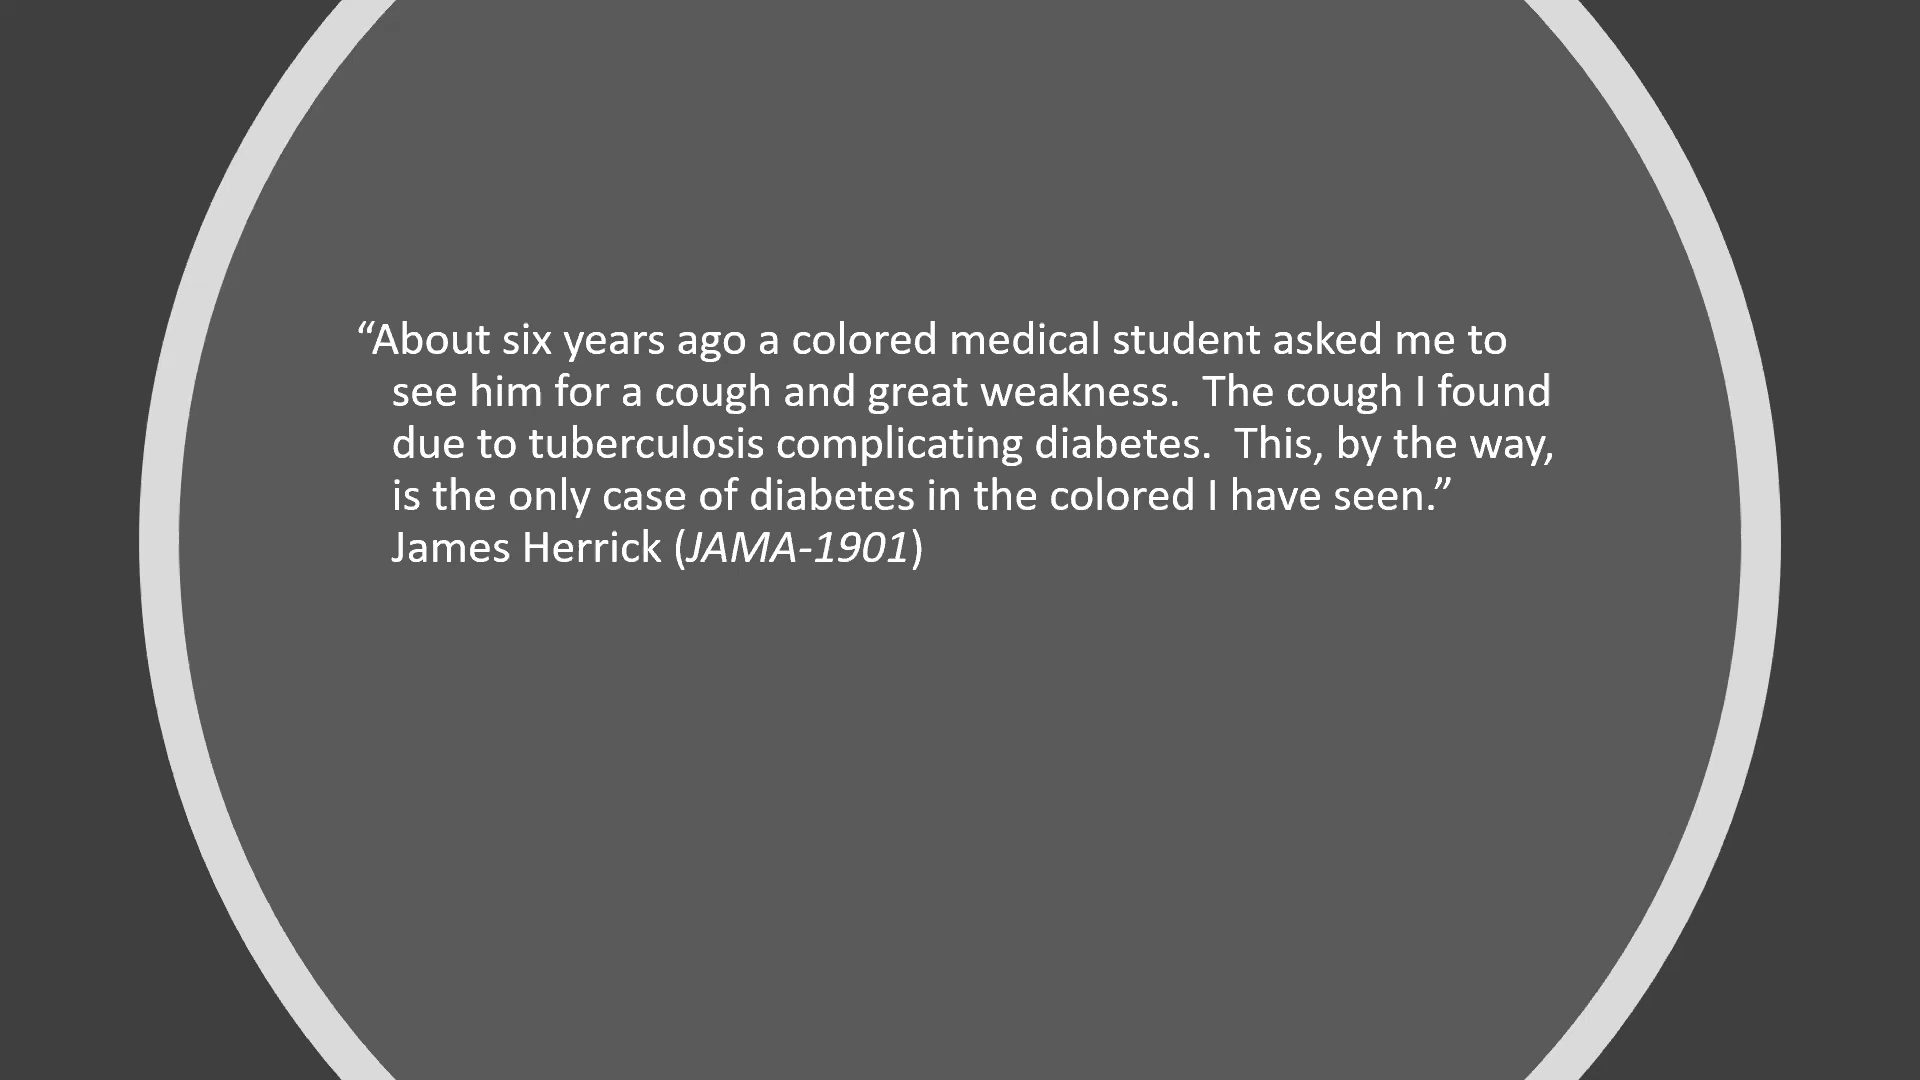 “About six years ago a colored medical student asked me to
see him for a cough and great weakness.  The cough I found
due to tuberculosis complicating diabetes.  This, by the way,
is the only case of diabetes in the colored I have seen.”
James Herrick (JAMA-1901)